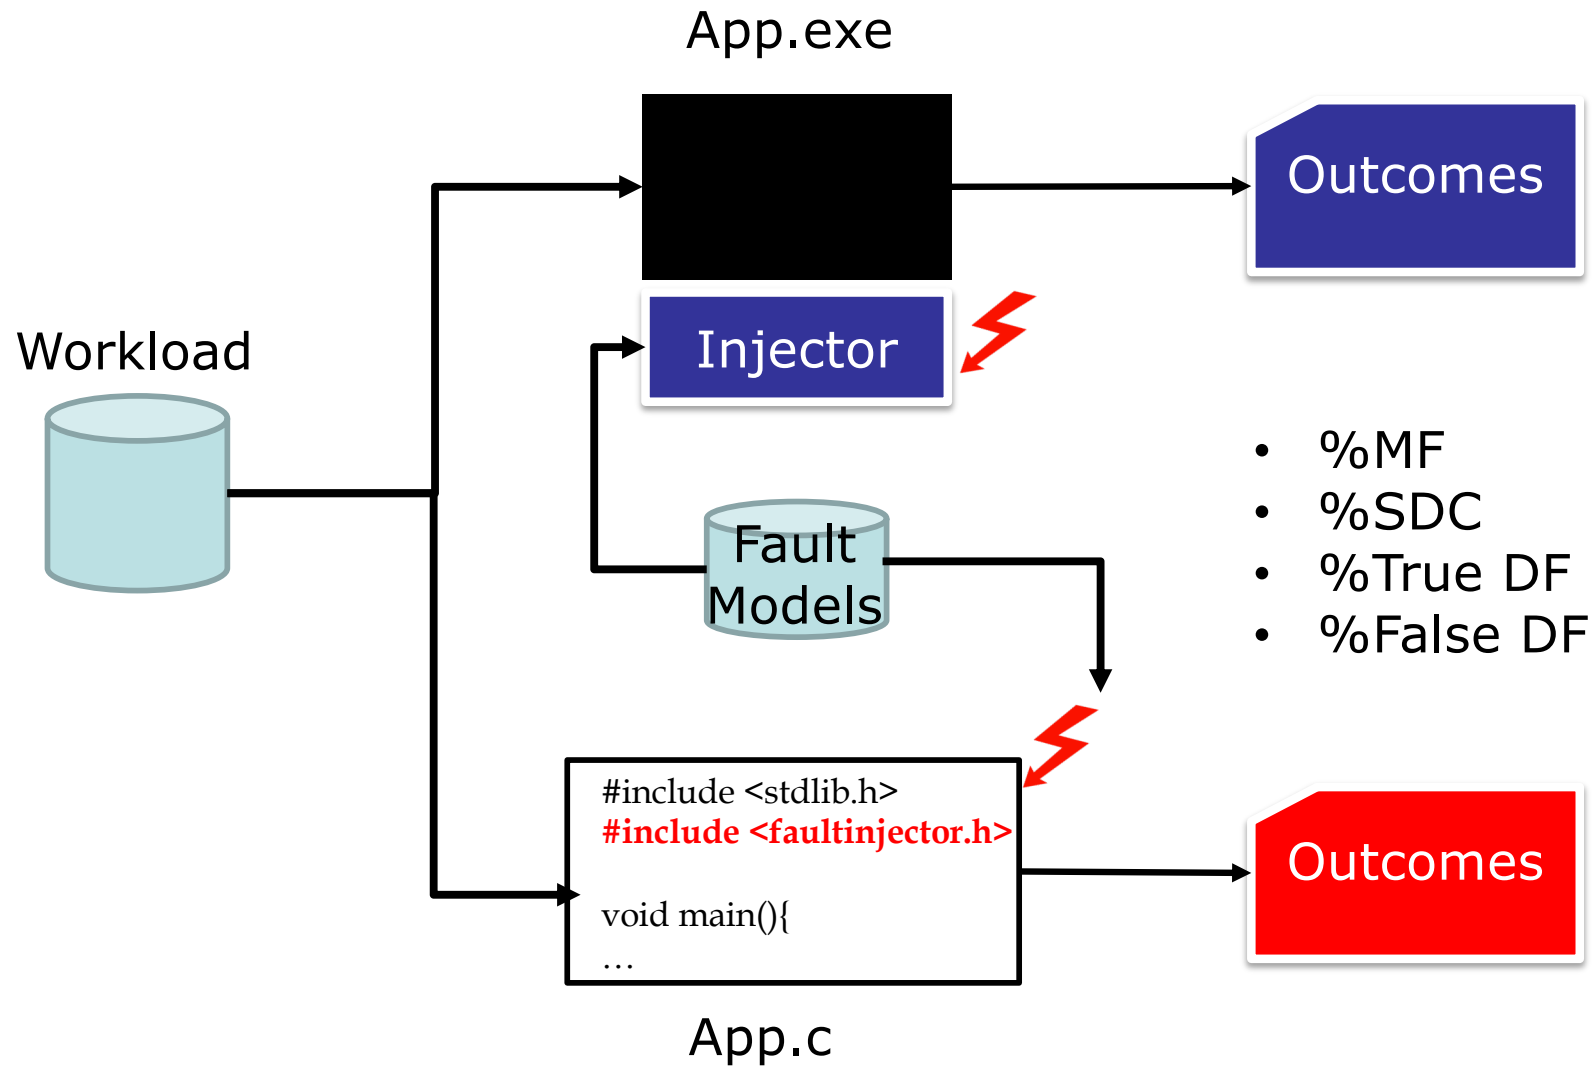 App.exe
Outcomes
Injector
Workload
• %MF
• %SDC
• %True DF
• %False DF
Fault
Models
#include <stdlib.h>
#include <faultinjector.h>
void main(){
…
Outcomes
App.c